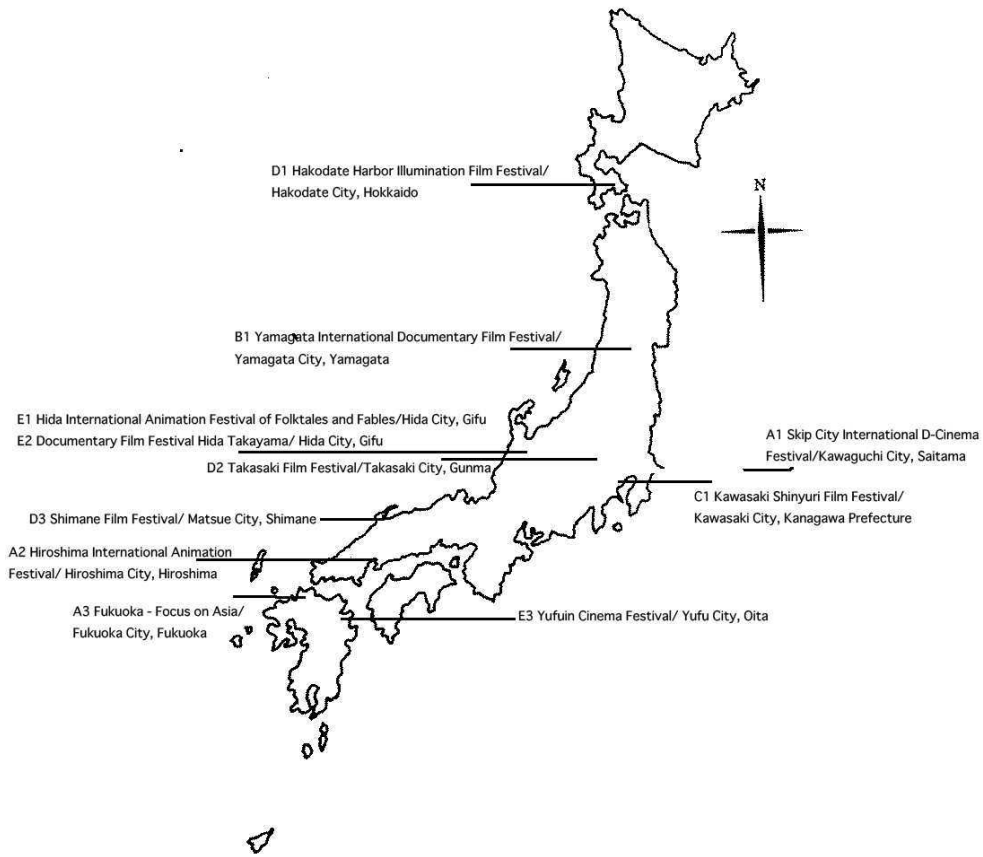 D1 Hakodate Harbor Illumination Film Festival/
Hakodate City, Hokkaido
N
B1 Yamagata International Documentary Film Festival/
Yamagata City, Yamagata
E1 Hida International Animation Festival of Folktales and Fables/Hida City, Gifu
E2 Documentary Film Festival Hida Takayama/ Hida City, Gifu
A1 Skip City International D-Cinema
Festival/Kawaguchi City, Saitama
D2 Takasaki Film Festival/Takasaki City, Gunma
C1 Kawasaki Shinyuri Film Festival/
Kawasaki City, Kanagawa Prefecture
D3 Shimane Film Festival/ Matsue City, Shimane
A2 Hiroshima International Animation
Festival/ Hiroshima City, Hiroshima
A3 Fukuoka - Focus on Asia/
Fukuoka City, Fukuoka
E3 Yufuin Cinema Festival/ Yufu City, Oita